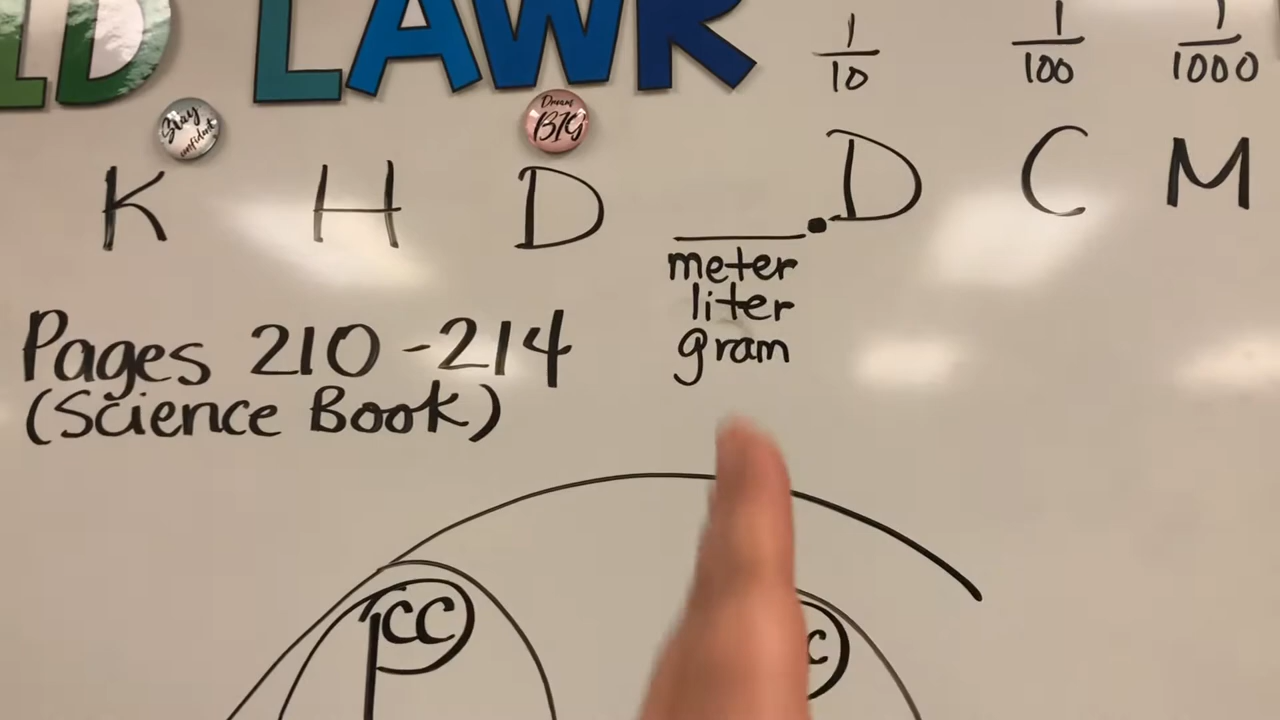 LD LAWR
Stay
confident
Dream
BIG
1/10 1/100 1/1000
K H D .D C M
meter
liter
gram
Pages 210 - 214
(Science Book)
CC
C